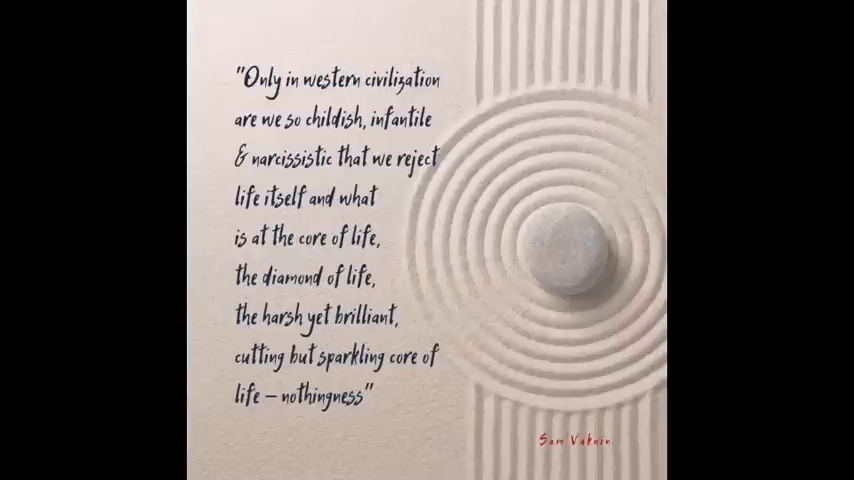 "Only in western civilization
are we so childish, infantile
& narcissistic that we reject
life itself and what
is at the core of life,
the diamond of life,
the harsh yet brilliant,
cutting but sparkling core of
life – nothingness"
Sam Vaknin